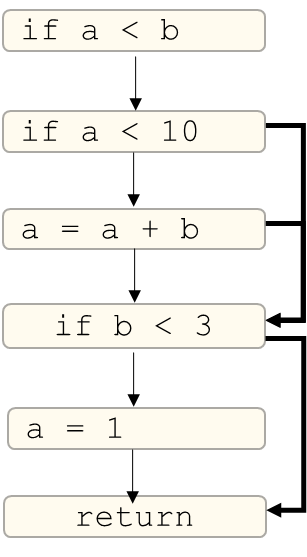 if a < b
if a < 10
a = a + b
if b < 3
a = 1
return